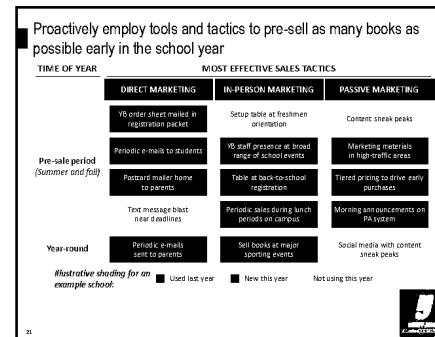 Proactively employ tools and tactics to pre-sell as many books as
possible early in the school year
TIME OF YEAR
MOST EFFECTIVE SALES TACTICS
DIRECT MARKETING
IN-PERSON MARKETING
PASSIVE MARKETING
Pre-sale period
(Summer and fall)
YB order sheet mailed in
registration packet
Setup table at freshmen
orientation
Content sneak peaks
Periodic e-mails to students
YB staff presence at broad
range of school events
Marketing materials
in high-traffic areas
Postcard mailer home
to parents
Table at back-to-school
registration
Tiered pricing to drive early
purchases
Text message blast
near deadlines
Periodic sales during lunch
periods on campus
Morning announcements on
PA system
Year-round
Periodic e-mails
sent to parents
Sell books at major
sporting events
Social media with content
sneak peaks
Illustrative shading for an
example school:
Used last year
New this year
Not using this year
21